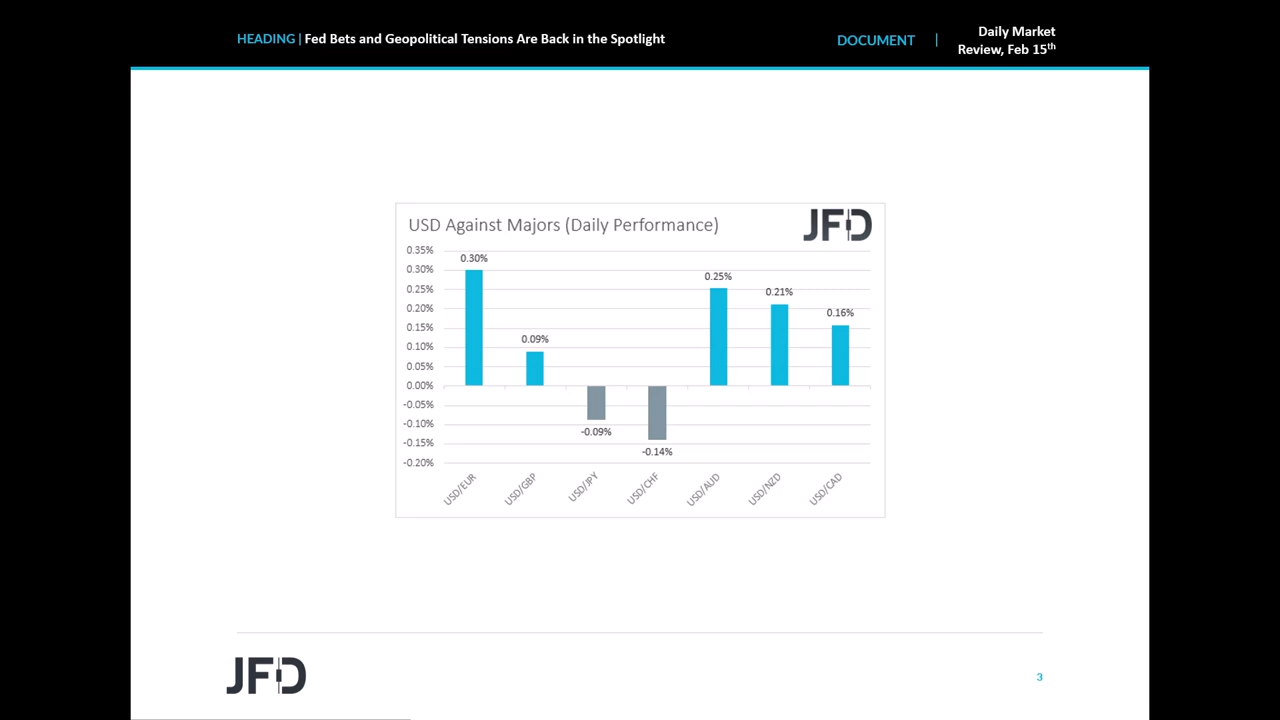 HEADING | Fed Bets and Geopolitical Tensions Are Back in the Spotlight
DOCUMENT |
Daily Market
Review, Feb 15th
USD Against Majors (Daily Performance)
JFD
0.35%
0.30%
0.25%
0.20%
0.15%
0.10%
0.05%
0.00%
-0.05%
-0.10%
-0.15%
-0.20%
0.30%
0.09%
-0.09%
-0.14%
0.25%
0.21%
0.16%
USD/EUR
USD/GBP
USD/JPY
USD/CHF
USD/AUD
USD/NZD
USD/CAD
JFD
3